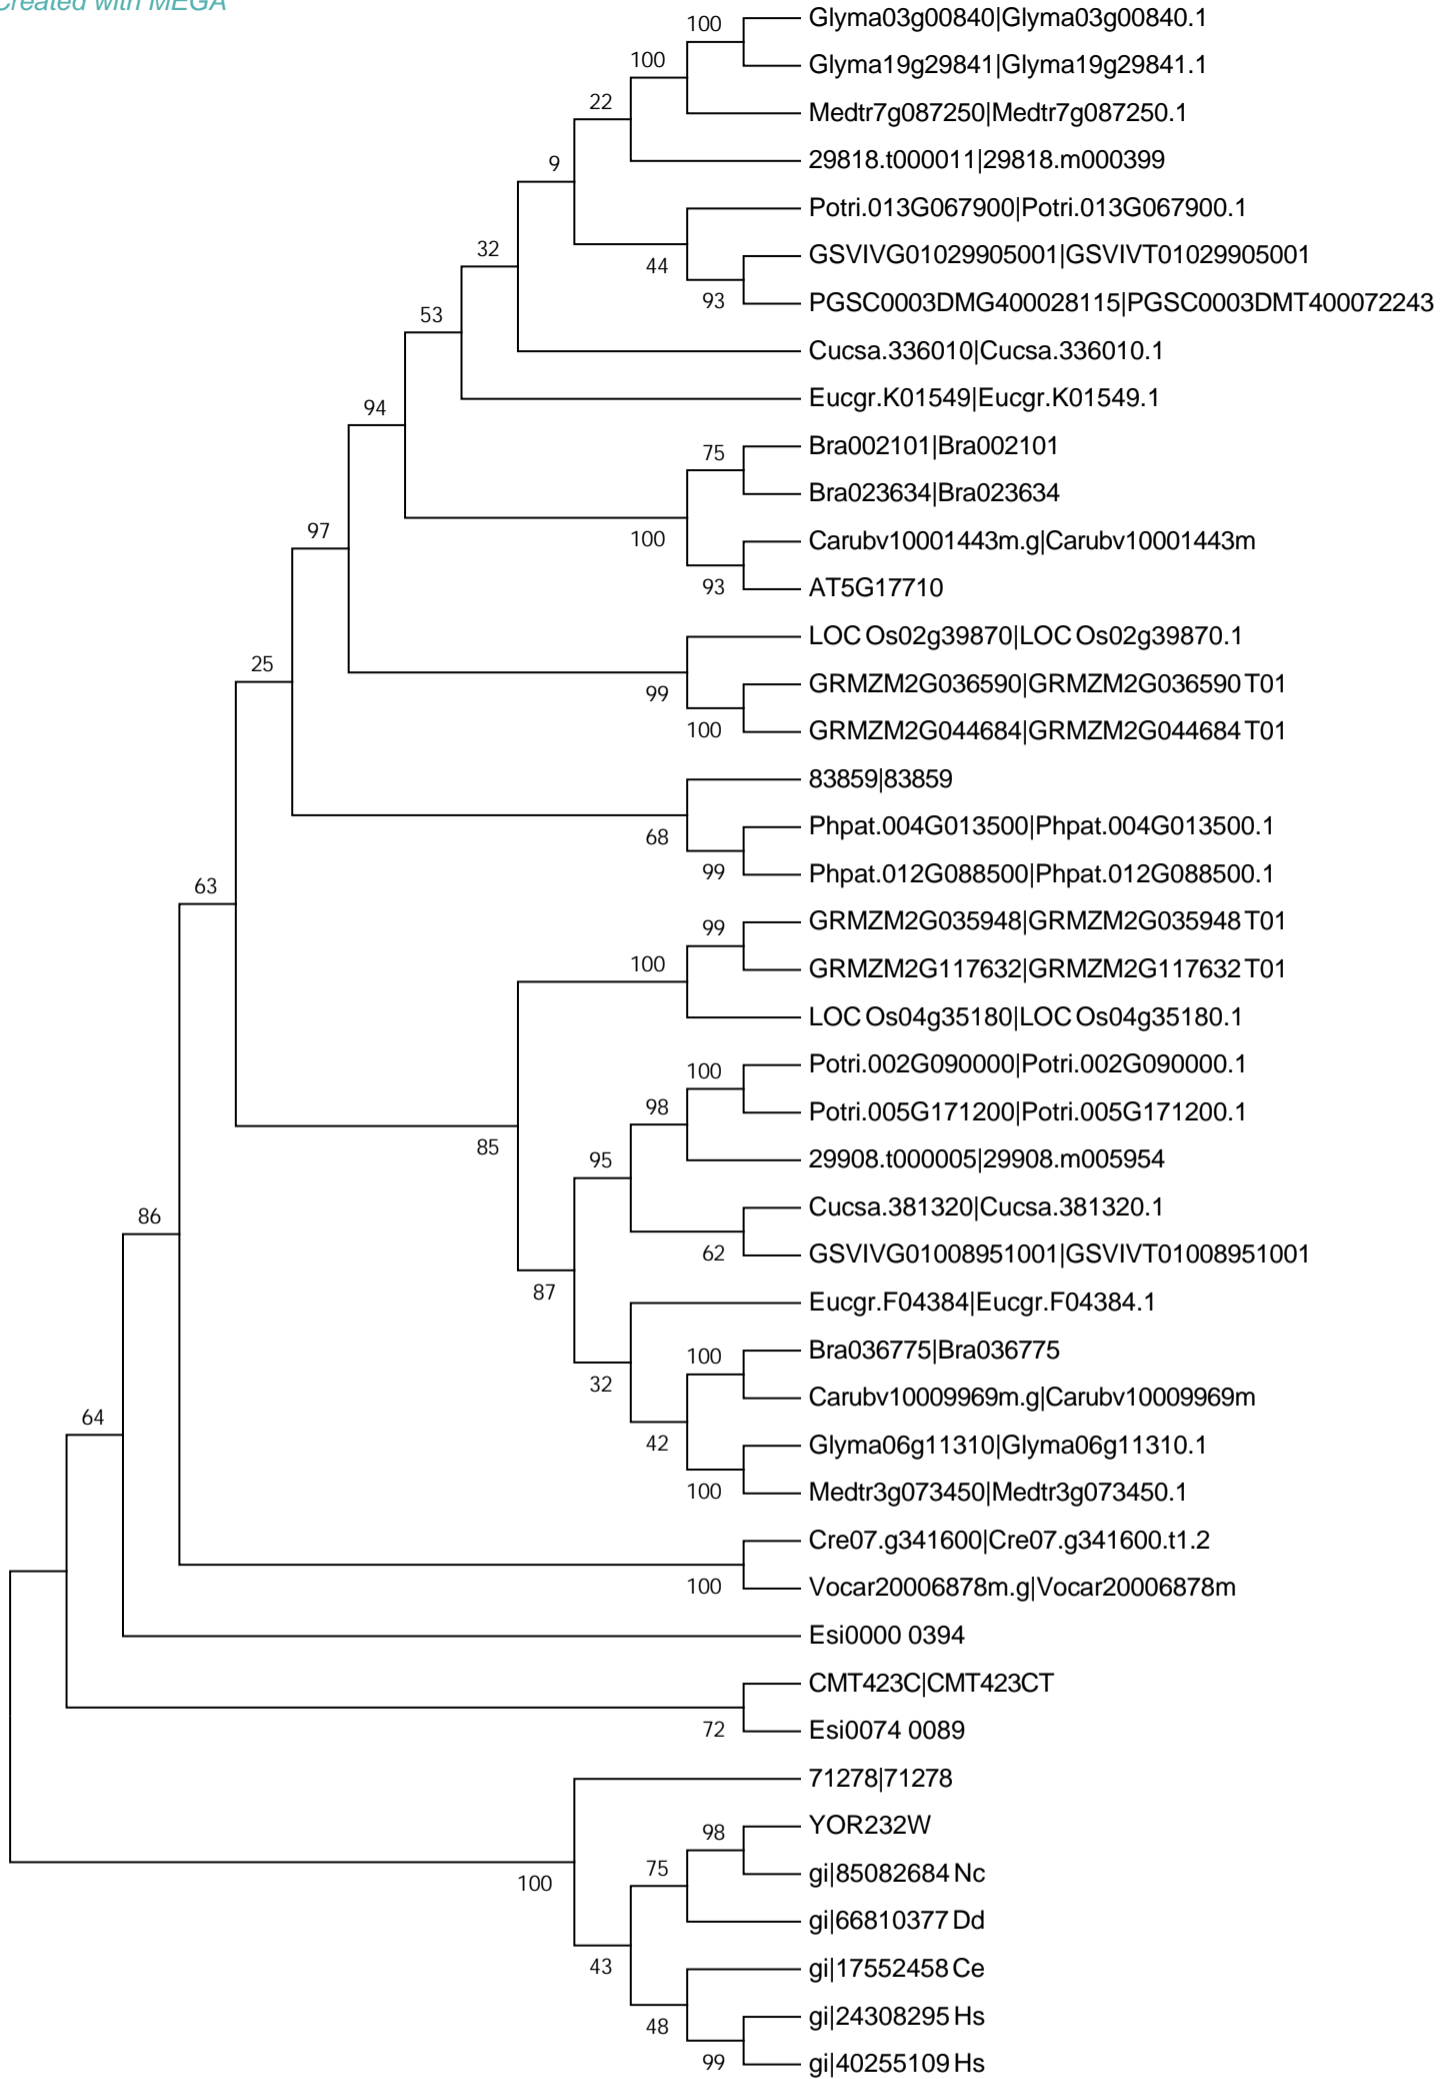 Created with MEGA
100
Glyma03g00840|Glyma03g00840.1
100
Glyma19g29841|Glyma19g29841.1
22
Medtr7g087250|Medtr7g087250.1
9
29818.t000011|29818.m000399
Potri.013G067900|Potri.013G067900.1
32
GSVIVG01029905001|GSVIVT01029905001
44
93
PGSC0003DMG400028115|PGSC0003DMT400072243
53
Cucsa.336010|Cucsa.336010.1
Eucgr.K01549|Eucgr.K01549.1
94
Bra002101|Bra002101
75
Bra023634|Bra023634
97
100
Carubv10001443m.g|Carubv10001443m
93
AT5G17710
LOC Os02g39870|LOC Os02g39870.1
25
GRMZM2G036590|GRMZM2G036590 T01
99
100
GRMZM2G044684|GRMZM2G044684 T01
83859|83859
68
Phpat.004G013500|Phpat.004G013500.1
99
Phpat.012G088500|Phpat.012G088500.1
63
GRMZM2G035948|GRMZM2G035948 T01
99
100
GRMZM2G117632|GRMZM2G117632 T01
LOC Os04g35180|LOC Os04g35180.1
100
Potri.002G090000|Potri.002G090000.1
98
Potri.005G171200|Potri.005G171200.1
85
95
29908.t000005|29908.m005954
Cucsa.381320|Cucsa.381320.1
86
62
GSVIVG01008951001|GSVIVT01008951001
87
Eucgr.F04384|Eucgr.F04384.1
100
Bra036775|Bra036775
32
Carubv10009969m.g|Carubv10009969m
64
42
Glyma06g11310|Glyma06g11310.1
100
Medtr3g073450|Medtr3g073450.1
Cre07.g341600|Cre07.g341600.t1.2
100
Vocar20006878m.g|Vocar20006878m
Esi0000 0394
CMT423C|CMT423CT
72
Esi0074 0089
71278|71278
98
YOR232W
75
gi|85082684 Nc
100
gi|66810377 Dd
43
gi|17552458 Ce
48
gi|24308295 Hs
99
gi|40255109 Hs